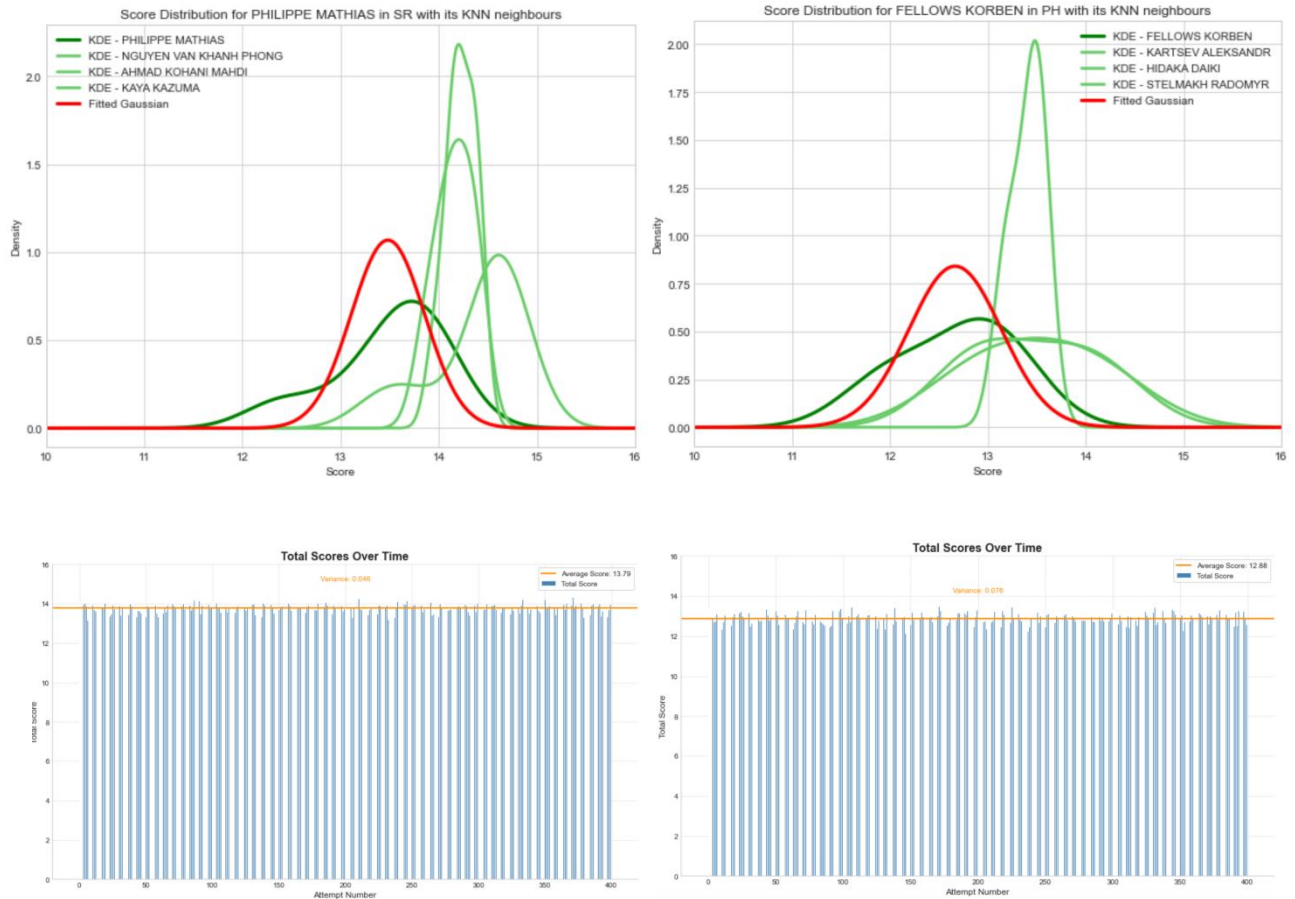 Score Distribution for PHILIPPE MATHIAS in SR with its KNN neighbours
KDE - PHILIPPE MATHIAS
KDE - NGUYEN VAN KHANH PHONG
KDE - AHMAD KOHANI MAHDI
KDE - KAYA KAZUMA
Fitted Gaussian
2.0
1.5
1.0
0.5
0.0
Density
10 11 12 13 14 15 16
Score
Score Distribution for FELLOWS KORBEN in PH with its KNN neighbours
KDE - FELLOWS KORBEN
KDE - KARTSEV ALEKSANDR
KDE - HIDAKA DAIKI
KDE - STELMAKH RADOMYR
Fitted Gaussian
2.00
1.75
1.50
1.25
1.00
0.75
0.50
0.25
0.00
Density
10 11 12 13 14 15 16
Score
Total Scores Over Time
Variance: 0.046
Average Score: 13.79
Total Score
16
14
12
10
8
6
4
2
0
Total Score
0 50 100 150 200 250 300 350 400
Attempt Number
Total Scores Over Time
Variance: 0.076
Average Score: 12.88
Total Score
16
14
12
10
8
6
4
2
0
Total Score
0 50 100 150 200 250 300 350 400
Attempt Number